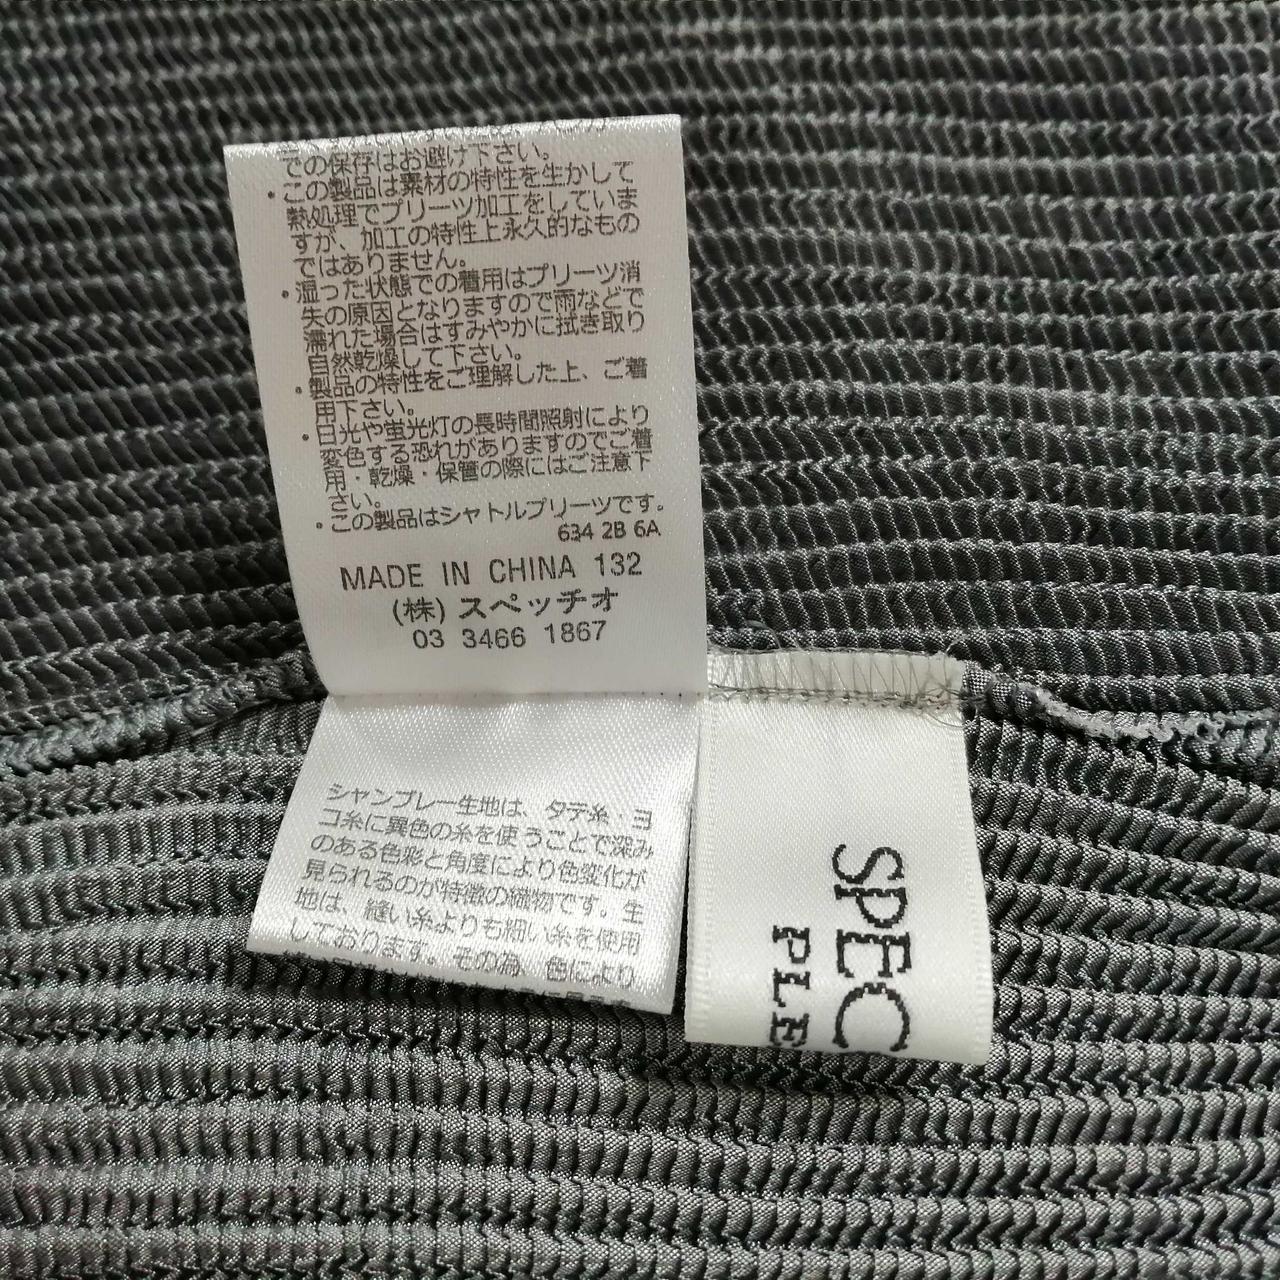 での保存はお避け下さい。
・この製品は素材の特性を生かして
熱処理でプリーツ加工をしていま
すが、加工の特性上永久的なもの
ではありません。
・湿った状態での着用はプリーツ消
失の原因となりますので雨などで
濡れた場合はすみやかに拭き取り
自然乾燥して下さい。
・製品の特性をご理解した上、ご着
用下さい。
・日光や蛍光灯の長時間照射により
変色する恐れがありますのでご着
用・乾燥・保管の際にはご注意下
さい。
・この製品はシャトルプリーツです。
634 2B 6A
MADE IN CHINA 132
(株) スペッチオ
03 3466 1867
シャンブレー生地は、タテ糸・ヨ
コ糸に異色の糸を使うことで深み
のある色彩と角度により色変化が
見られるのが特徴の織物です。生
地は、縫い糸よりも細い糸を使用
しております。その為、色により
SPEC
PLE